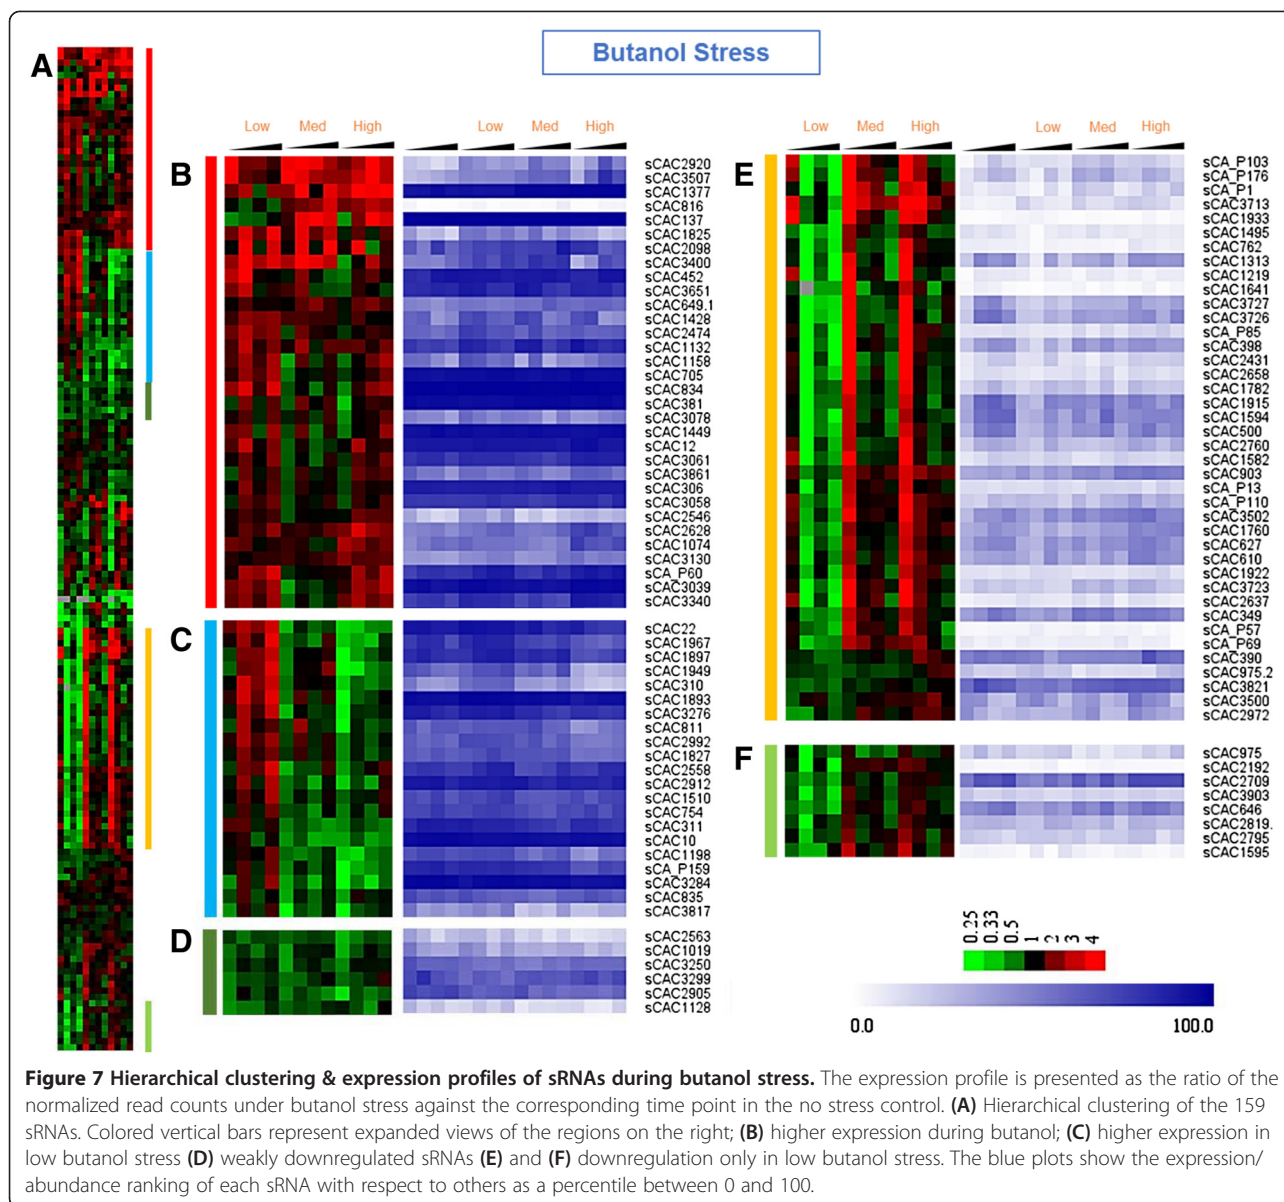 Butanol Stress
A
B
Low Med High
Low Med High
sCAC2920
sCAC3507
sCAC1377
sCAC816
sCAC137
sCAC1825
sCAC2098
sCAC3400
sCAC452
sCAC3651
sCAC649.1
sCAC1428
sCAC2474
sCAC1132
sCAC1158
sCAC705
sCAC834
sCAC381
sCAC3078
sCAC1449
sCAC12
sCAC3061
sCAC3861
sCAC306
sCAC3058
sCAC2546
sCAC2628
sCAC1074
sCAC3130
sCA_P60
sCAC3039
sCAC3340
C
sCAC22
sCAC1967
sCAC1897
sCAC1949
sCAC310
sCAC1893
sCAC3276
sCAC811
sCAC2992
sCAC1827
sCAC2558
sCAC2912
sCAC1510
sCAC754
sCAC311
sCAC10
sCAC1198
sCA_P159
sCAC3284
sCAC835
sCAC3817
D
sCAC2563
sCAC1019
sCAC3250
sCAC3299
sCAC2905
sCAC1128
E
Low Med High
Low Med High
sCA_P103
sCA_P176
sCA_P1
sCAC3713
sCAC1933
sCAC1495
sCAC762
sCAC1313
sCAC1219
sCAC1641
sCAC3727
sCAC3726
sCA_P85
sCAC398
sCAC2431
sCAC2658
sCAC1782
sCAC1915
sCAC1594
sCAC500
sCAC2760
sCAC1582
sCAC903
sCA_P13
sCA_P110
sCAC3502
sCAC1760
sCAC627
sCAC610
sCAC1922
sCAC3723
sCAC2637
sCAC349
sCA_P57
sCA_P69
sCAC390
sCAC975.2
sCAC3821
sCAC3500
sCAC2972
F
sCAC975
sCAC2192
sCAC2709
sCAC3903
sCAC646
sCAC2819.
sCAC2795
sCAC1595
0.25 0.33 0.5 1 2 3 4
0.0 100.0
Figure 7 Hierarchical clustering & expression profiles of sRNAs during butanol stress. The expression profile is presented as the ratio of the
normalized read counts under butanol stress against the corresponding time point in the no stress control. (A) Hierarchical clustering of the 159
sRNAs. Colored vertical bars represent expanded views of the regions on the right; (B) higher expression during butanol; (C) higher expression in
low butanol stress (D) weakly downregulated sRNAs (E) and (F) downregulation only in low butanol stress. The blue plots show the expression/
abundance ranking of each sRNA with respect to others as a percentile between 0 and 100.